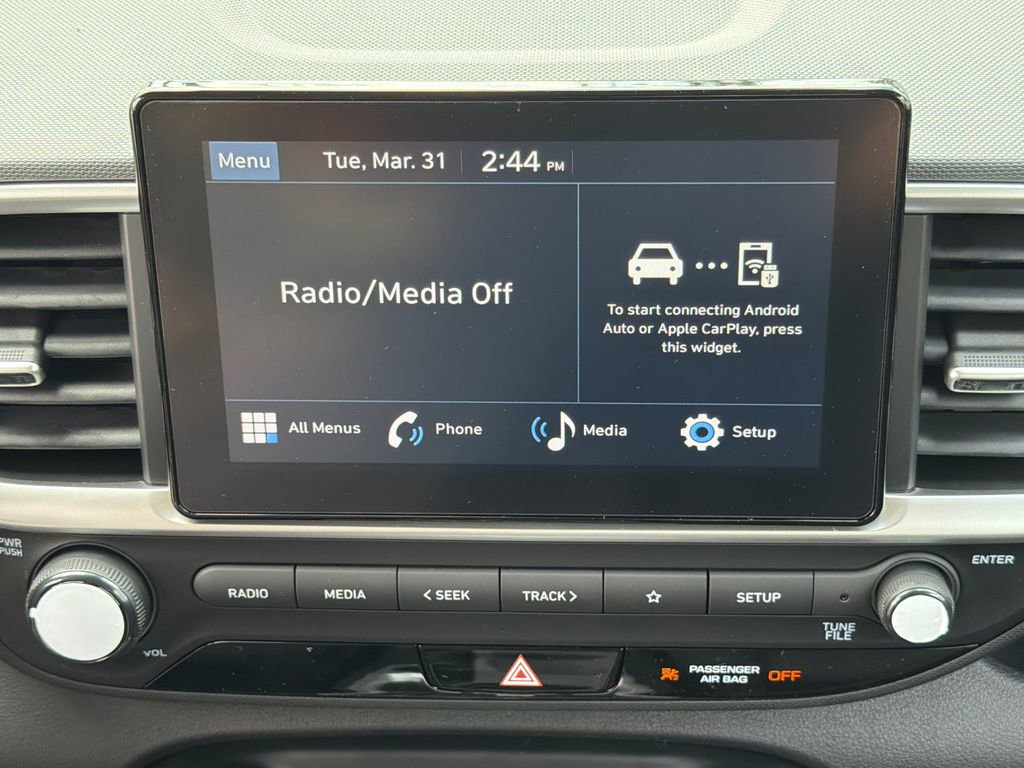 Menu Tue, Mar. 31 2:44 PM
Radio/Media Off
To start connecting Android
Auto or Apple CarPlay, press
this widget.
All Menus Phone Media Setup
PWR
PUSH
VOL
RADIO MEDIA < SEEK TRACK > SETUP
ENTER
TUNE
FILE
PASSENGER
AIR BAG OFF